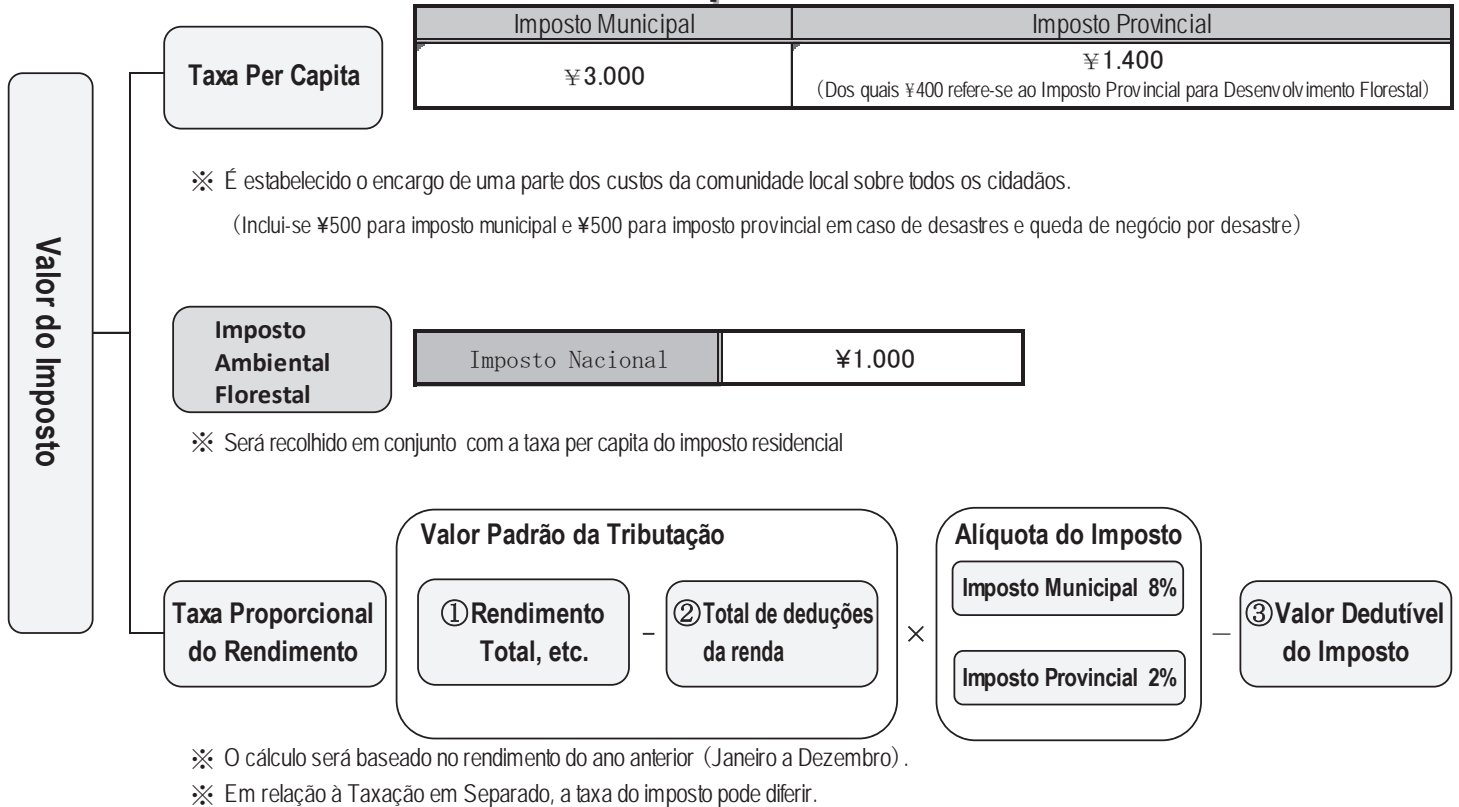 Imposto Municipal
Imposto Provincial
Taxa Per Capita
¥3.000
¥1.400
(Dos quais ¥400 refere-se ao Imposto Provincial para Desenvolvimento Florestal)
※ É estabelecido o encargo de uma parte dos custos da comunidade local sobre todos os cidadãos.
(Inclui-se ¥500 para imposto municipal e ¥500 para imposto provincial em caso de desastres e queda de negócio por desastre)
Valor do Imposto
Imposto
Ambiental
Florestal
Imposto Nacional
¥1.000
※ Será recolhido em conjunto com a taxa per capita do imposto residencial
Taxa Proporcional
do Rendimento
Valor Padrão da Tributação
①Rendimento
Total, etc.
-
②Total de deduções
da renda
×
Alíquota do Imposto
Imposto Municipal 8%
Imposto Provincial 2%
－
③Valor Dedutível
do Imposto
※ O cálculo será baseado no rendimento do ano anterior (Janeiro a Dezembro).
※ Em relação à Taxação em Separado, a taxa do imposto pode diferir.